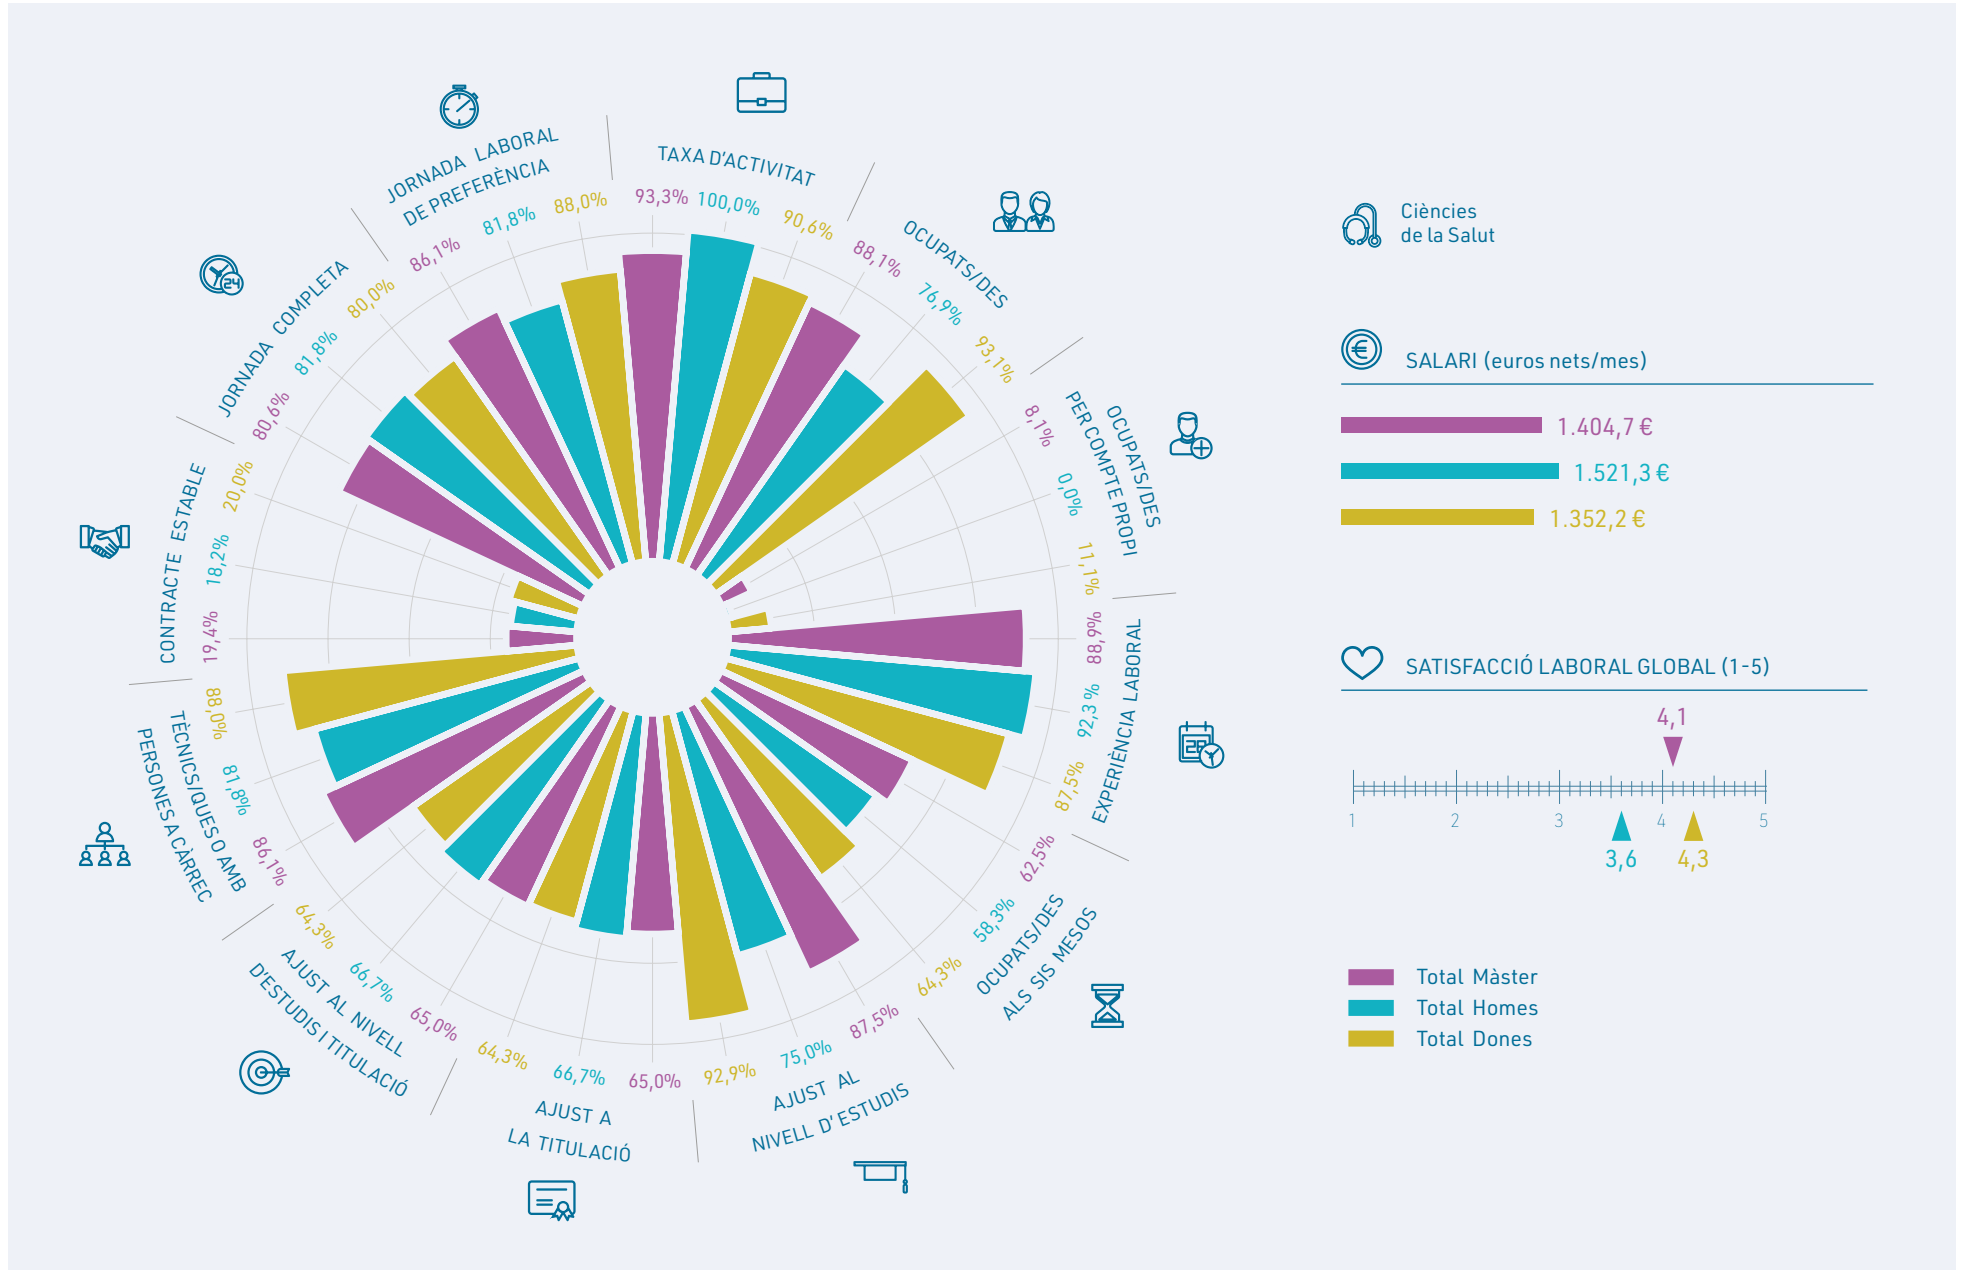 TAXA D'ACTIVITAT
93,3%
100,0%
90,6%
OCUPATS/DES
88,1%
76,9%
93,1%
OCUPATS/DES
PER COMPTE PROPI
8,1%
0,0%
11,1%
EXPERIÈNCIA LABORAL
88,9%
92,3%
87,5%
OCUPATS/DES
ALS SIS MESOS
62,5%
58,3%
64,3%
AJUST AL
NIVELL D'ESTUDIS
87,5%
75,0%
92,9%
AJUST A
LA TITULACIÓ
65,0%
66,7%
64,3%
AJUST AL NIVELL
D'ESTUDIS I TITULACIÓ
65,0%
66,7%
64,3%
TÈCNICS/QUES O AMB
PERSONES A CÀRREC
86,1%
81,8%
88,0%
CONTRACTE ESTABLE
19,4%
18,2%
20,0%
JORNADA COMPLETA
80,6%
81,8%
80,0%
JORNADA LABORAL
DE PREFERÈNCIA
86,1%
81,8%
88,0%
24
28
Ciències
de la Salut
€
SALARI (euros nets/mes)
1.404,7 €
1.521,3 €
1.352,2 €
SATISFACCIÓ LABORAL GLOBAL (1-5)
4,1
1 2 3 4 5
3,6 4,3
Total Màster
Total Homes
Total Dones